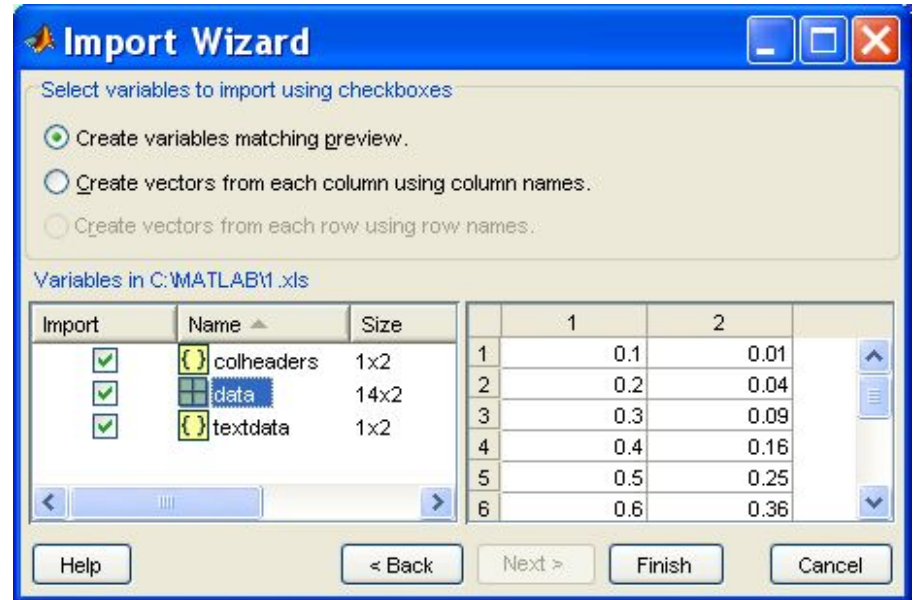 Import Wizard
Select variables to import using checkboxes
Create variables matching preview.
Create vectors from each column using column names.
Create vectors from each row using row names.
Variables in C:\MATLAB\1.xls
Import Name Size 1 2
colheaders 1x2 1 0.1 0.01
data 14x2 2 0.2 0.04
textdata 1x2 3 0.3 0.09
4 0.4 0.16
5 0.5 0.25
6 0.6 0.36
Help < Back Next > Finish Cancel